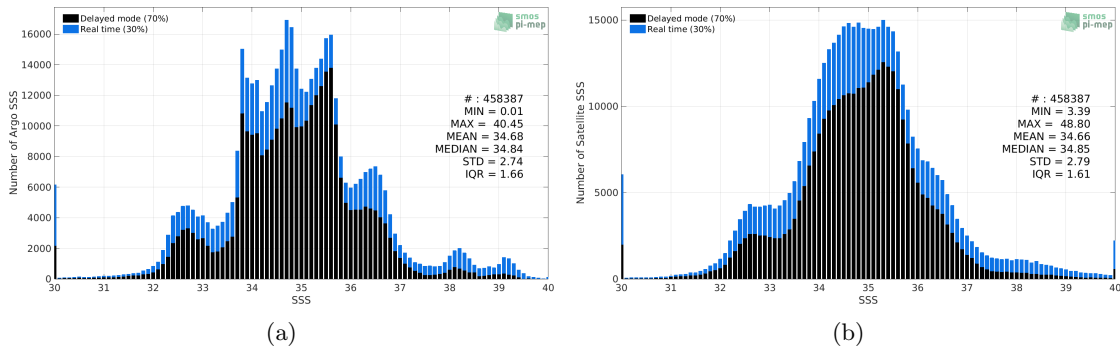 Delayed mode (70%)
Real time (30%)
smos
pi-mep
16000
14000
12000
10000
8000
6000
4000
2000
0
Number of Argo SSS
# : 458387
MIN = 0.01
MAX = 40.45
MEAN = 34.68
MEDIAN = 34.84
STD = 2.74
IQR = 1.66
30 31 32 33 34 35 36 37 38 39 40
SSS
(a)
Delayed mode (70%)
Real time (30%)
smos
pi-mep
15000
10000
5000
0
Number of Satellite SSS
# : 458387
MIN = 3.39
MAX = 48.80
MEAN = 34.66
MEDIAN = 34.85
STD = 2.79
IQR = 1.61
30 31 32 33 34 35 36 37 38 39 40
SSS
(b)